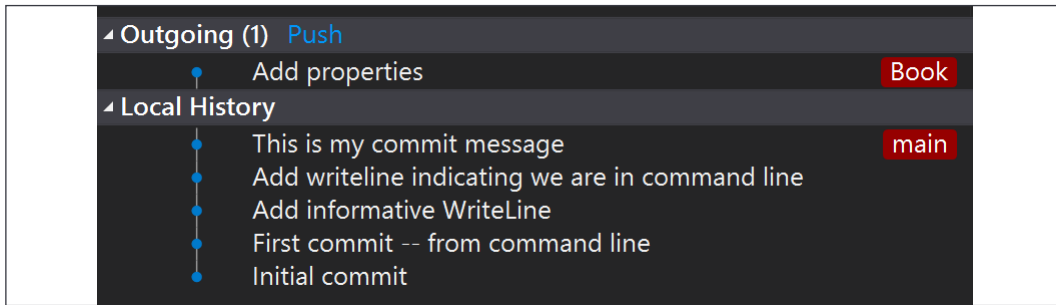 Outgoing (1) Push
Add properties Book
Local History
This is my commit message main
Add writeline indicating we are in command line
Add informative WriteLine
First commit -- from command line
Initial commit